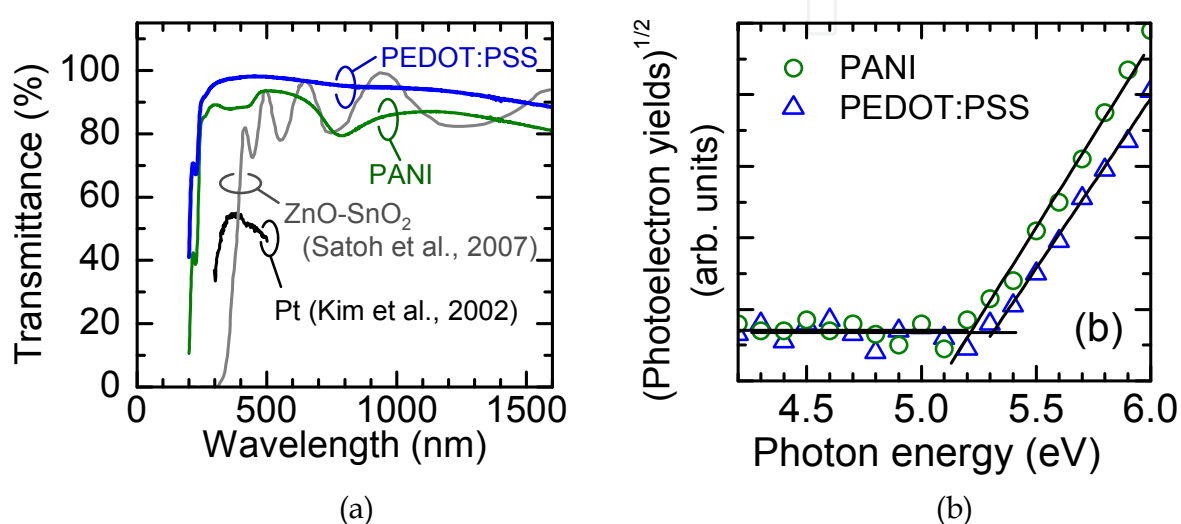 (a)
Transmittance (%)
100
80
60
40
20
0
PEDOT:PSS
PANI
ZnO-SnO2
(Satoh et al., 2007)
Pt (Kim et al., 2002)
0 500 1000 1500
Wavelength (nm)
(a)
(Photoelectron yields)1/2
(arb. units)
PANI
PEDOT:PSS
(b)
4.5 5.0 5.5 6.0
Photon energy (eV)
(b)